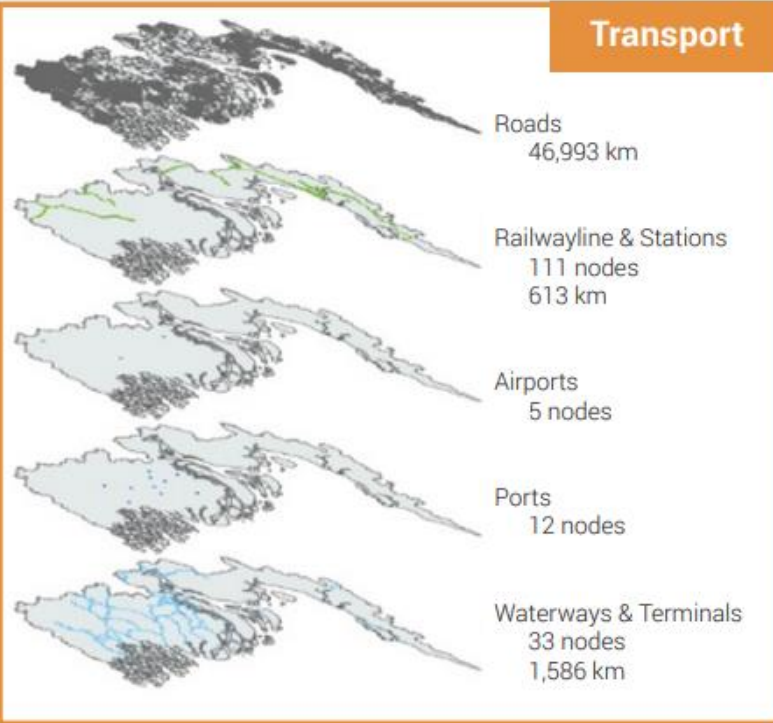 Transport
Roads
46,993 km
Railwayline & Stations
111 nodes
613 km
Airports
5 nodes
Ports
12 nodes
Waterways & Terminals
33 nodes
1,586 km